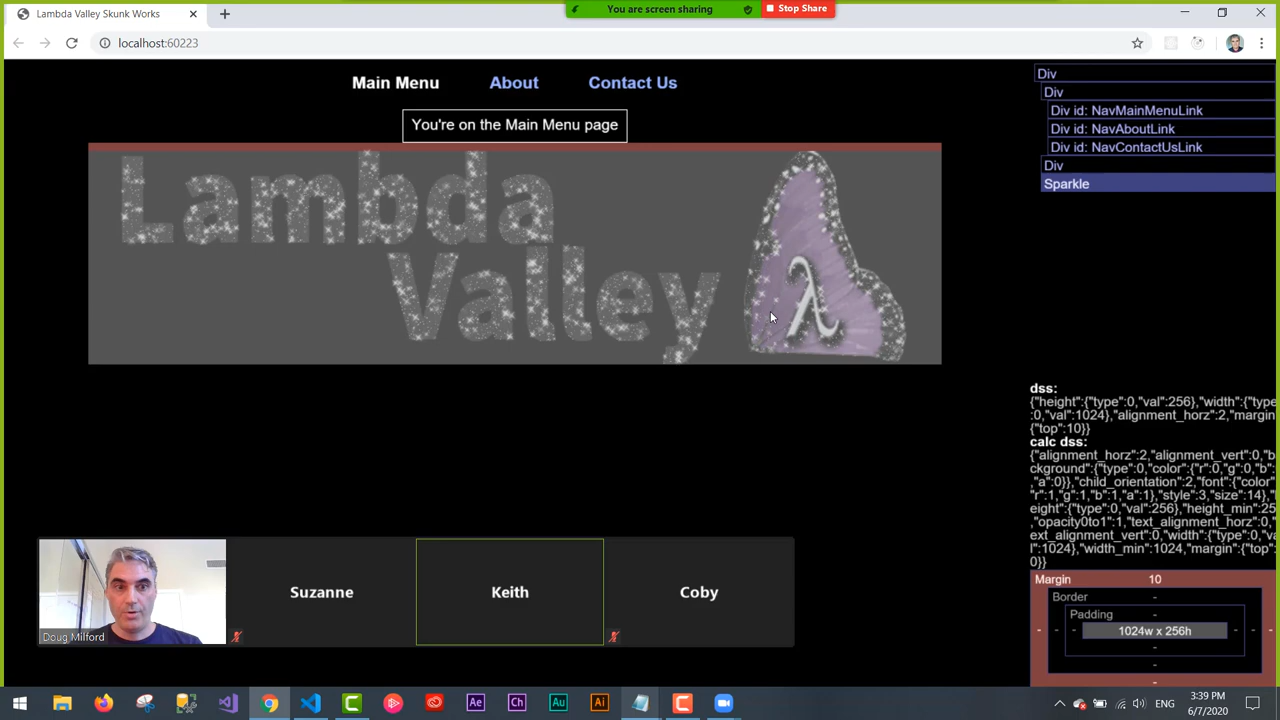 Lambda Valley Skunk Works
You are screen sharing
Stop Share
localhost:60223
Main Menu
About
Contact Us
You're on the Main Menu page
Lambda
Valley
λ
Div
Div
Div id: NavMainMenuLink
Div id: NavAboutLink
Div id: NavContactUsLink
Div
Sparkle
dss:
{"height":{"type":0,"val":256},"width":{"type"
:0,"val":1024},"alignment_horz":2,"margin
{"top":10}}
calc dss:
{"alignment_horz":2,"alignment_vert":0,"ba
ckground":{"type":0,"color":{"r":0,"g":0,"b":
,"a":0}},"child_orientation":2,"font":{"color"
"r":1,"g":1,"b":1,"a":1},"style":3,"size":14},
eight":{"type":0,"val":256},"height_min":25
,"opacity0to1":1,"text_alignment_horz":0,
ext_alignment_vert":0,"width":{"type":0,"va
l":1024},"width_min":1024,"margin":{"top":
0}}
Margin 10
Border -
Padding -
- - - 1024w x 256h - - -
-
-
-
Doug Milford
Suzanne
Keith
Coby
Ae
Ch
Au
Ai
ENG
3:39 PM
6/7/2020